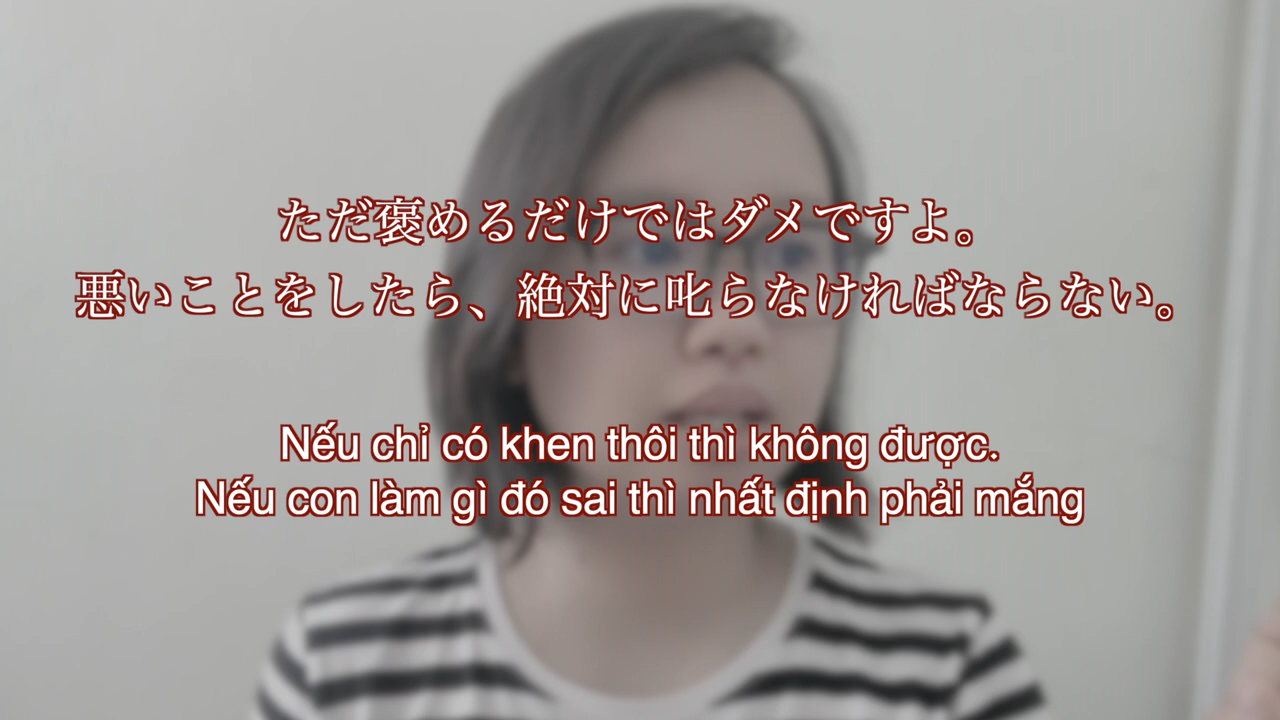 ただ褒めるだけではダメですよ。
悪いことをしたら、絶対に叱らなければならない。
Nếu chỉ có khen thôi thì không được.
Nếu con làm gì đó sai thì nhất định phải mắng